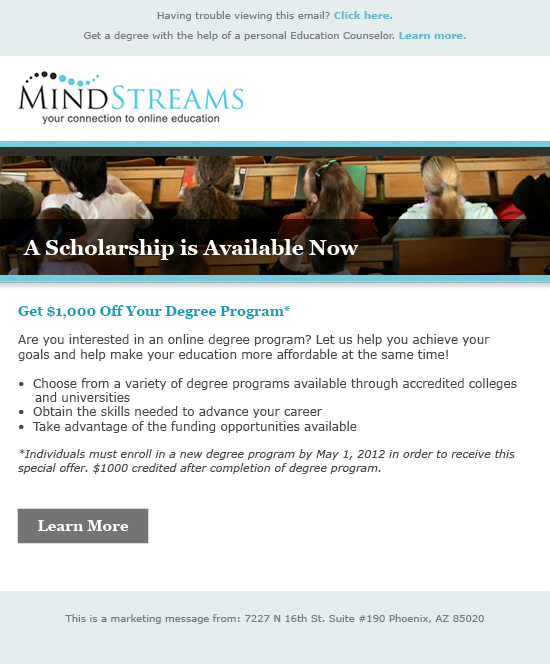 Having trouble viewing this email? Click here.
Get a degree with the help of a personal Education Counselor. Learn more.
MINDSTREAMS
your connection to online education
A Scholarship is Available Now
Get $1,000 Off Your Degree Program*
Are you interested in an online degree program? Let us help you achieve your
goals and help make your education more affordable at the same time!
• Choose from a variety of degree programs available through accredited colleges
and universities
• Obtain the skills needed to advance your career
• Take advantage of the funding opportunities available
*Individuals must enroll in a new degree program by May 1, 2012 in order to receive this
special offer. $1000 credited after completion of degree program.
Learn More
This is a marketing message from: 7227 N 16th St. Suite #190 Phoenix, AZ 85020